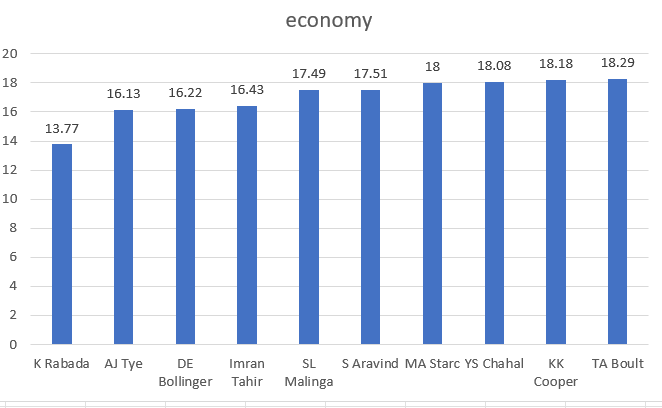 economy
20
18
16
14
12
10
8
6
4
2
0
13.77
16.13
16.22
16.43
17.49
17.51
18
18.08
18.18
18.29
K Rabada
AJ Tye
DE
Bollinger
Imran
Tahir
SL
Malinga
S Aravind
MA Starc
YS Chahal
KK
Cooper
TA Boult